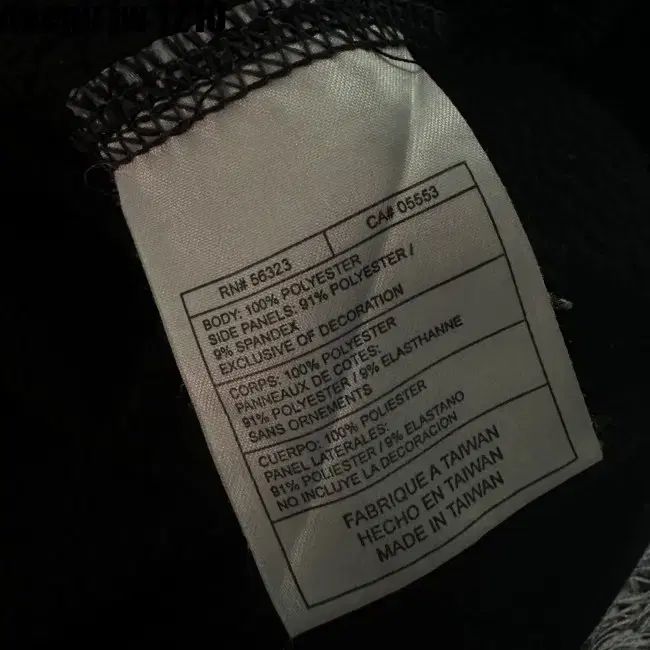 RN# 56323
CA# 05553
BODY: 100% POLYESTER
SIDE PANELS: 91% POLYESTER /
9% SPANDEX
EXCLUSIVE OF DECORATION
CORPS: 100% POLYESTER
PANNEAUX DE COTES:
91% POLYESTER / 9% ELASTHANNE
SANS ORNEMENTS
CUERPO: 100% POLIESTER
PANEL LATERALES:
91% POLIESTER / 9% ELASTANO
NO INCLUYE LA DECORACION
FABRIQUE A TAIWAN
HECHO EN TAIWAN
MADE IN TAIWAN